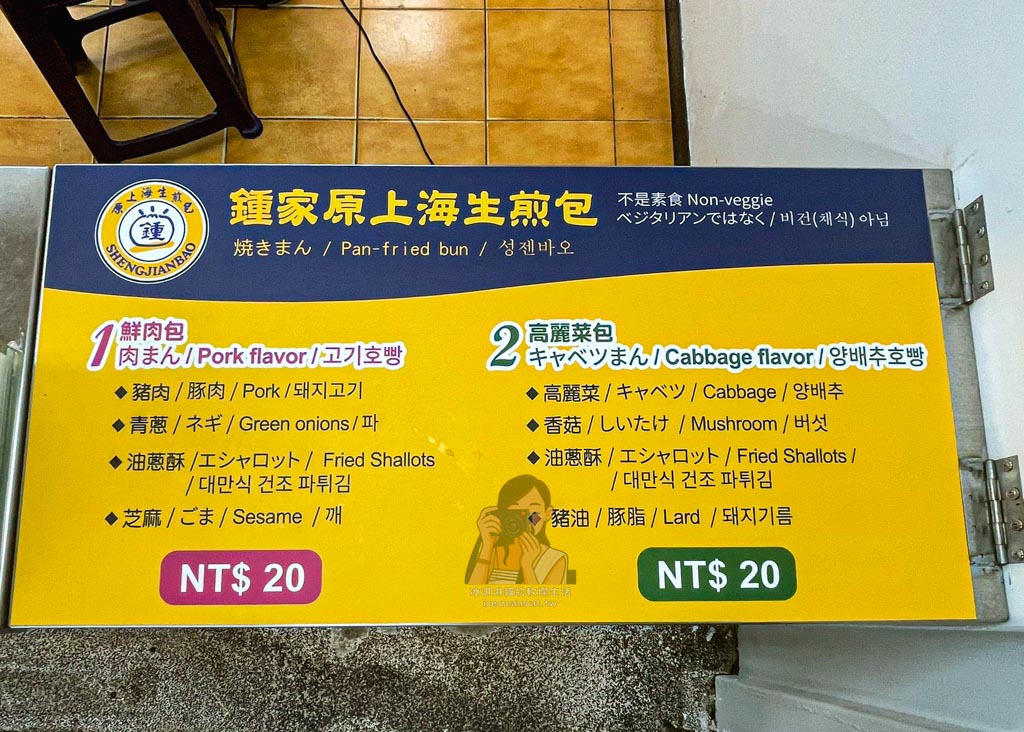 原上海生煎包
鍾
SHENGJIANBAO
鍾家原上海生煎包
焼きまん / Pan-fried bun / 성젠바오
不是素食 Non-veggie
ベジタリアンではなく / 비건(채식)아님
1 鮮肉包
肉まん / Pork flavor / 고기호빵
◆豬肉 / 豚肉 / Pork / 돼지고기
◆青蔥 / ネギ / Green onions / 파
◆油蔥酥 / エシャロット / Fried Shallots
/ 대만식 건조 파튀김
◆芝麻 / ごま / Sesame / 깨
NT$ 20
2 高麗菜包
キャベツまん / Cabbage flavor / 양배추호빵
◆高麗菜 / キャベツ / Cabbage / 양배추
◆香菇 / しいたけ / Mushroom / 버섯
◆油蔥酥 / エシャロット / Fried Shallots /
/ 대만식 건조 파튀김
◆豬油 / 豚脂 / Lard / 돼지기름
NT$ 20